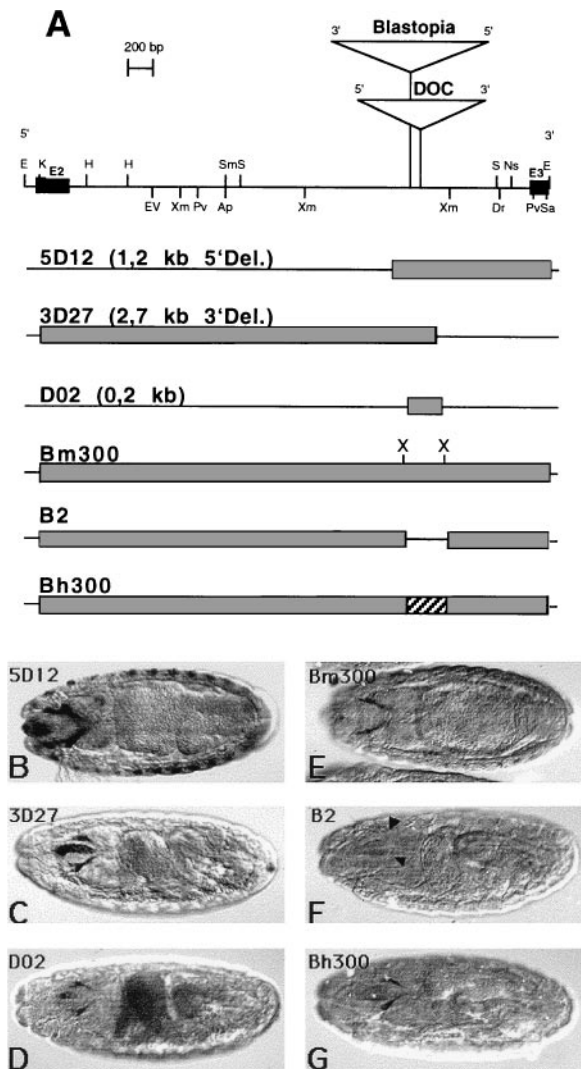 A
3' Blastopia 5'
200 bp
5' DOC 3'
5' 3'
E K E2 H H SmS S Ns E3 E
EV Xm Pv Ap Xm Xm Dr PvSa
5D12 (1,2 kb 5'Del.)
3D27 (2,7 kb 3'Del.)
D02 (0,2 kb)
Bm300 X X
B2
Bh300
5D12 Bm300
B E
3D27 B2
C F
D02 Bh300
D G